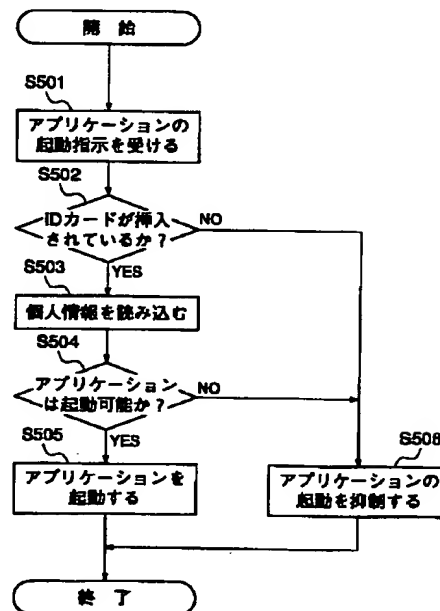 開始
S501
アプリケーションの
起動指示を受ける
S502
IDカードが挿入
されているか？
NO
YES
S503
個人情報を読み込む
S504
アプリケーション
は起動可能か？
NO
YES
S505
アプリケーションを
起動する
S506
アプリケーションの
起動を抑制する
終了